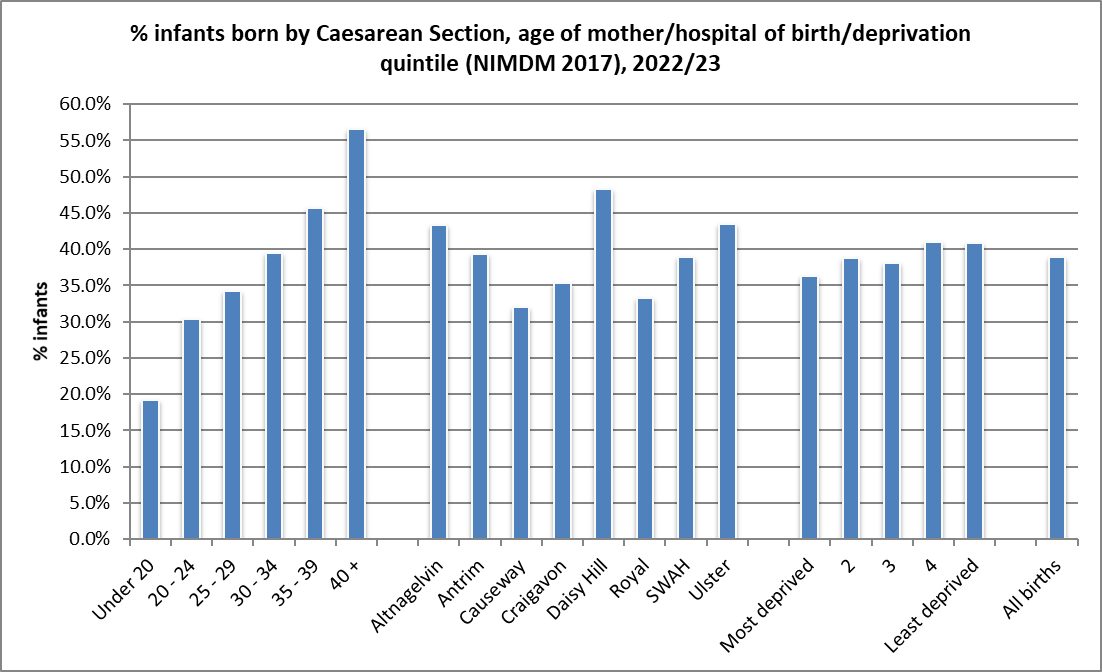 % infants born by Caesarean Section, age of mother/hospital of birth/deprivation
quintile (NIMDM 2017), 2022/23
% infants
60.0%
55.0%
50.0%
45.0%
40.0%
35.0%
30.0%
25.0%
20.0%
15.0%
10.0%
5.0%
0.0%
Under 20
20 - 24
25 - 29
30 - 34
35 - 39
40 +
Altnagelvin
Antrim
Causeway
Craigavon
Daisy Hill
Royal
SWAH
Ulster
Most deprived
2
3
4
Least deprived
All births